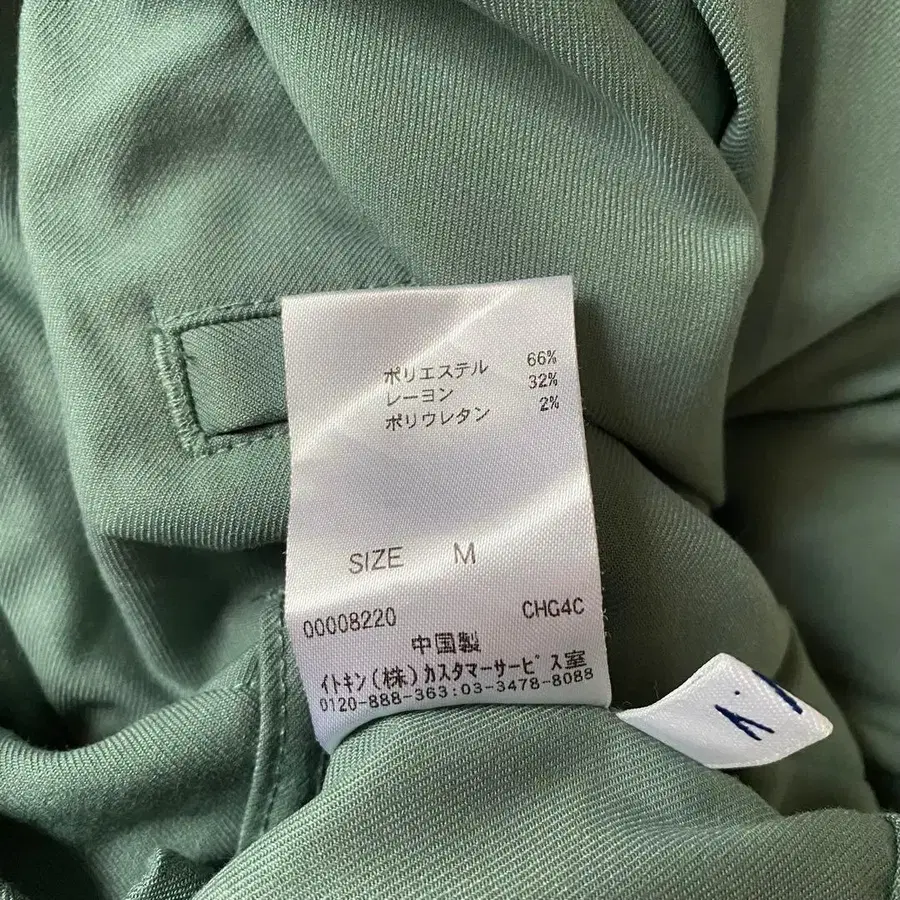 ポリエステル 66%
レーヨン 32%
ポリウレタン 2%
SIZE M
00008220 CHG4C
中国製
イトキン(株)カスタマーサービス室
0120-888-363:03-3478-8088